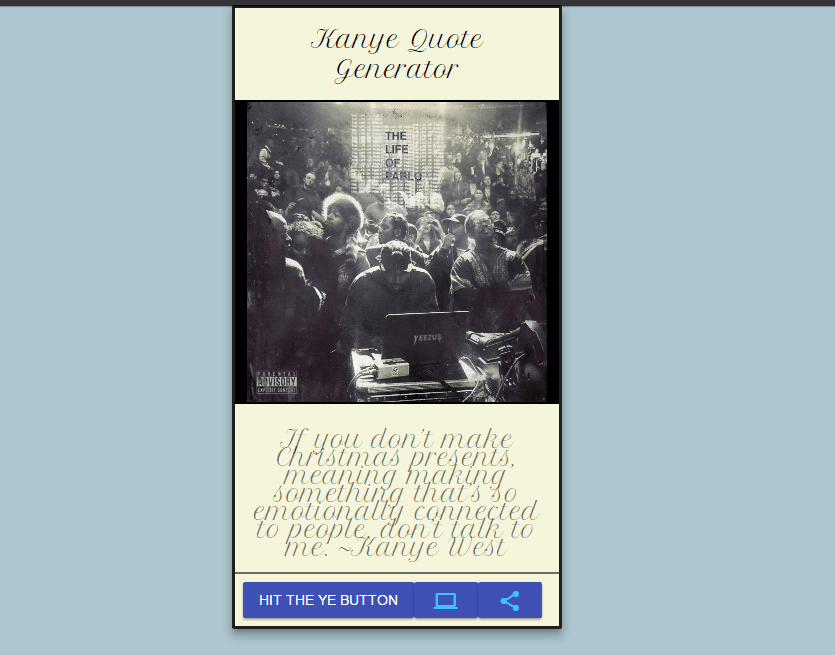 Kanye Quote
Generator
THE
LIFE
OF
PABLO
YEEZUS
PARENTAL
ADVISORY
EXPLICIT CONTENT
If you don't make
Christmas presents,
meaning making
something that's so
emotionally connected
to people, don't talk to
me. ~Kanye West
HIT THE YE BUTTON